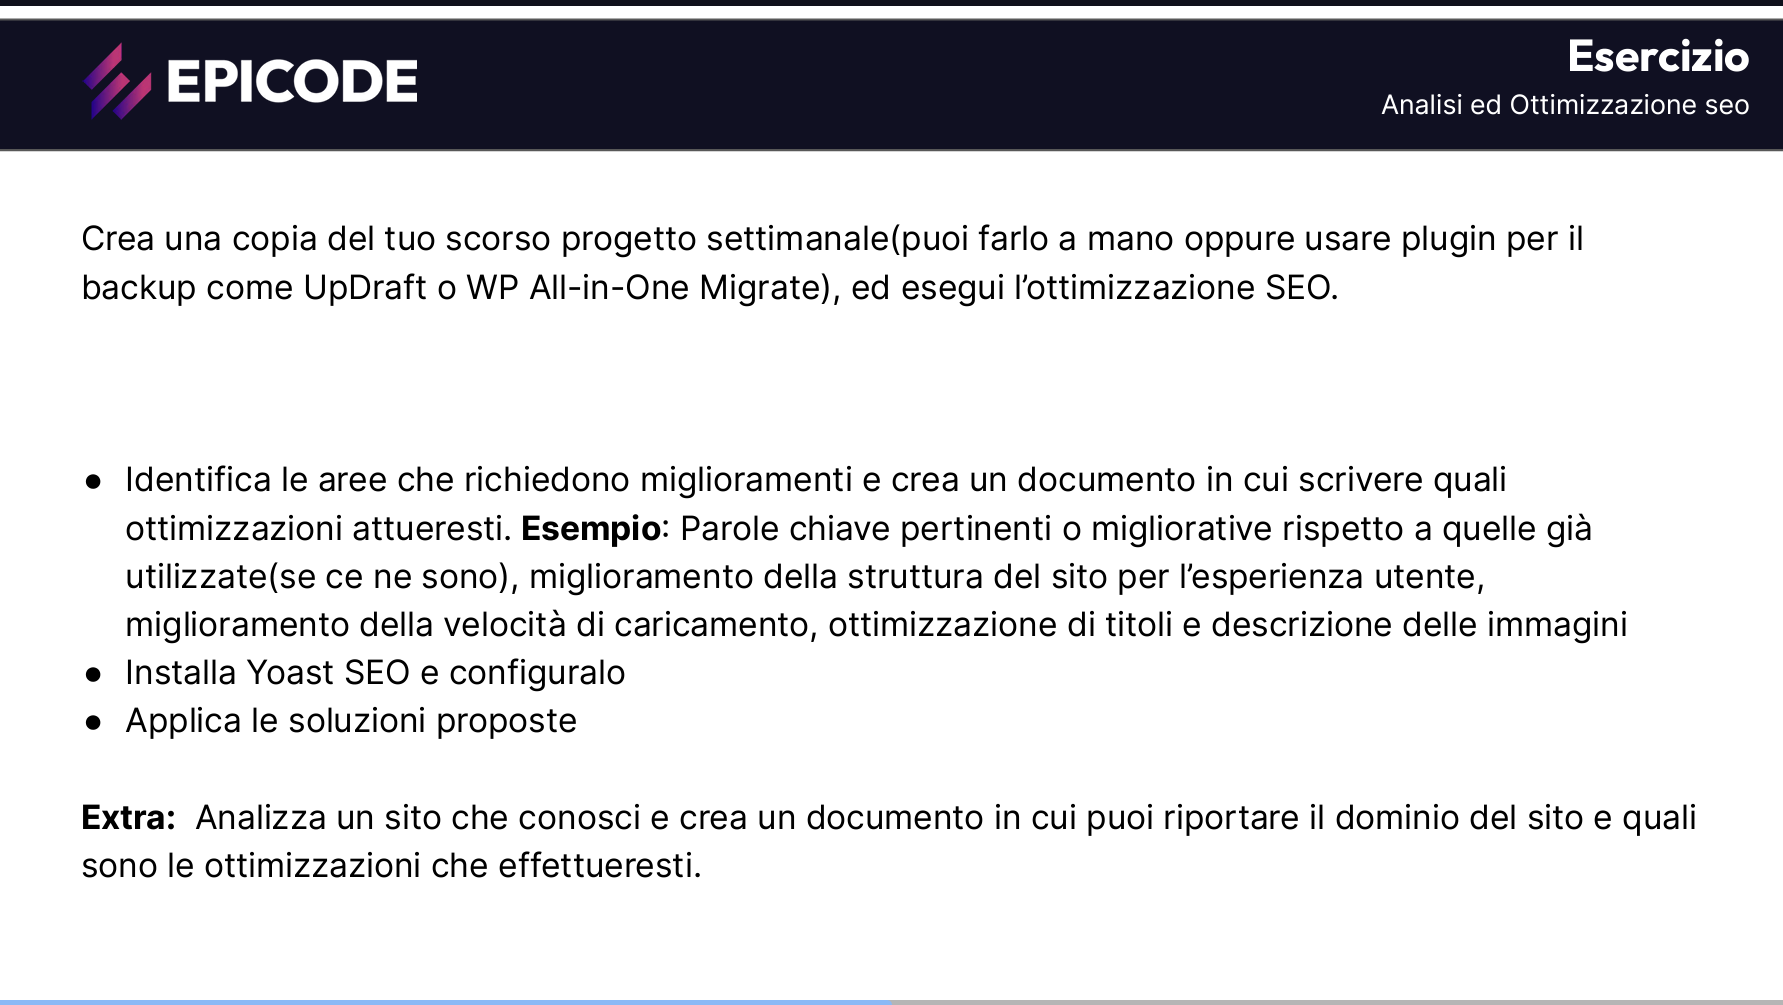 EPICODE
Esercizio
Analisi ed Ottimizzazione seo
Crea una copia del tuo scorso progetto settimanale(puoi farlo a mano oppure usare plugin per il
backup come UpDraft o WP All-in-One Migrate), ed esegui l’ottimizzazione SEO.
● Identifica le aree che richiedono miglioramenti e crea un documento in cui scrivere quali
ottimizzazioni attueresti. Esempio: Parole chiave pertinenti o migliorative rispetto a quelle già
utilizzate(se ce ne sono), miglioramento della struttura del sito per l’esperienza utente,
miglioramento della velocità di caricamento, ottimizzazione di titoli e descrizione delle immagini
● Installa Yoast SEO e configuralo
● Applica le soluzioni proposte
Extra: Analizza un sito che conosci e crea un documento in cui puoi riportare il dominio del sito e quali
sono le ottimizzazioni che effettueresti.